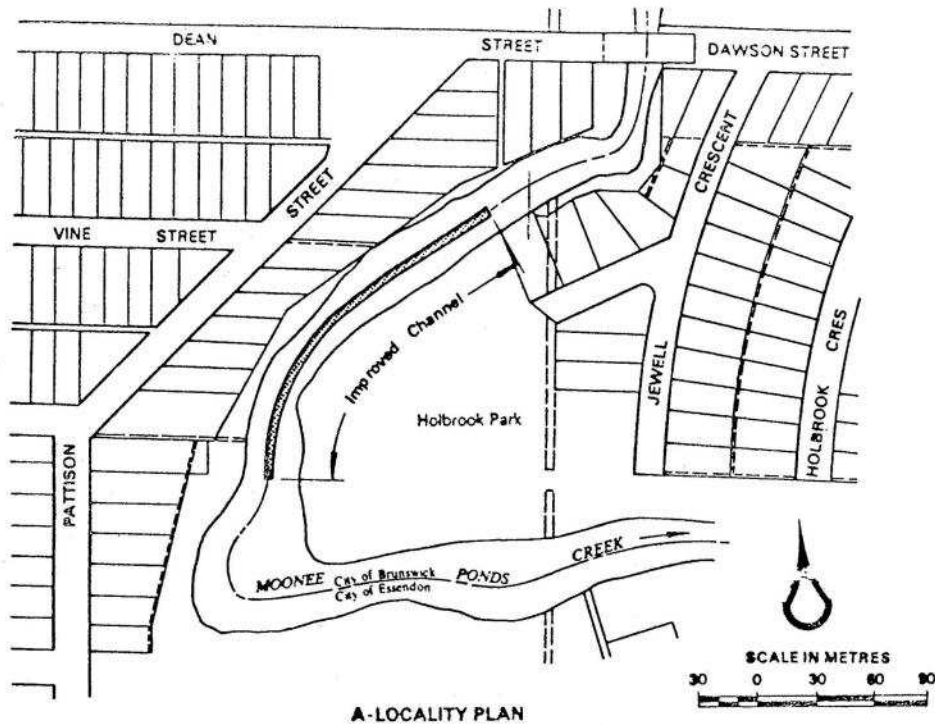 DEAN STREET DAWSON STREET
CRESCENT
STREET
VINE STREET
Improved Channel
HOLBROOK CRES
JEWELL
Holbrook Park
PATTISON
MOONEE PONDS CREEK
City of Brunswick
City of Essendon
SCALE IN METRES
30 0 30 60 90
A-LOCALITY PLAN